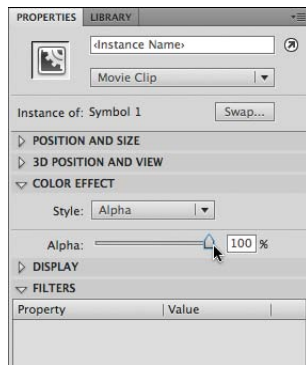 PROPERTIES LIBRARY
<Instance Name>
Movie Clip
Instance of: Symbol 1 Swap...
POSITION AND SIZE
3D POSITION AND VIEW
COLOR EFFECT
Style: Alpha
Alpha: 100 %
DISPLAY
FILTERS
Property Value